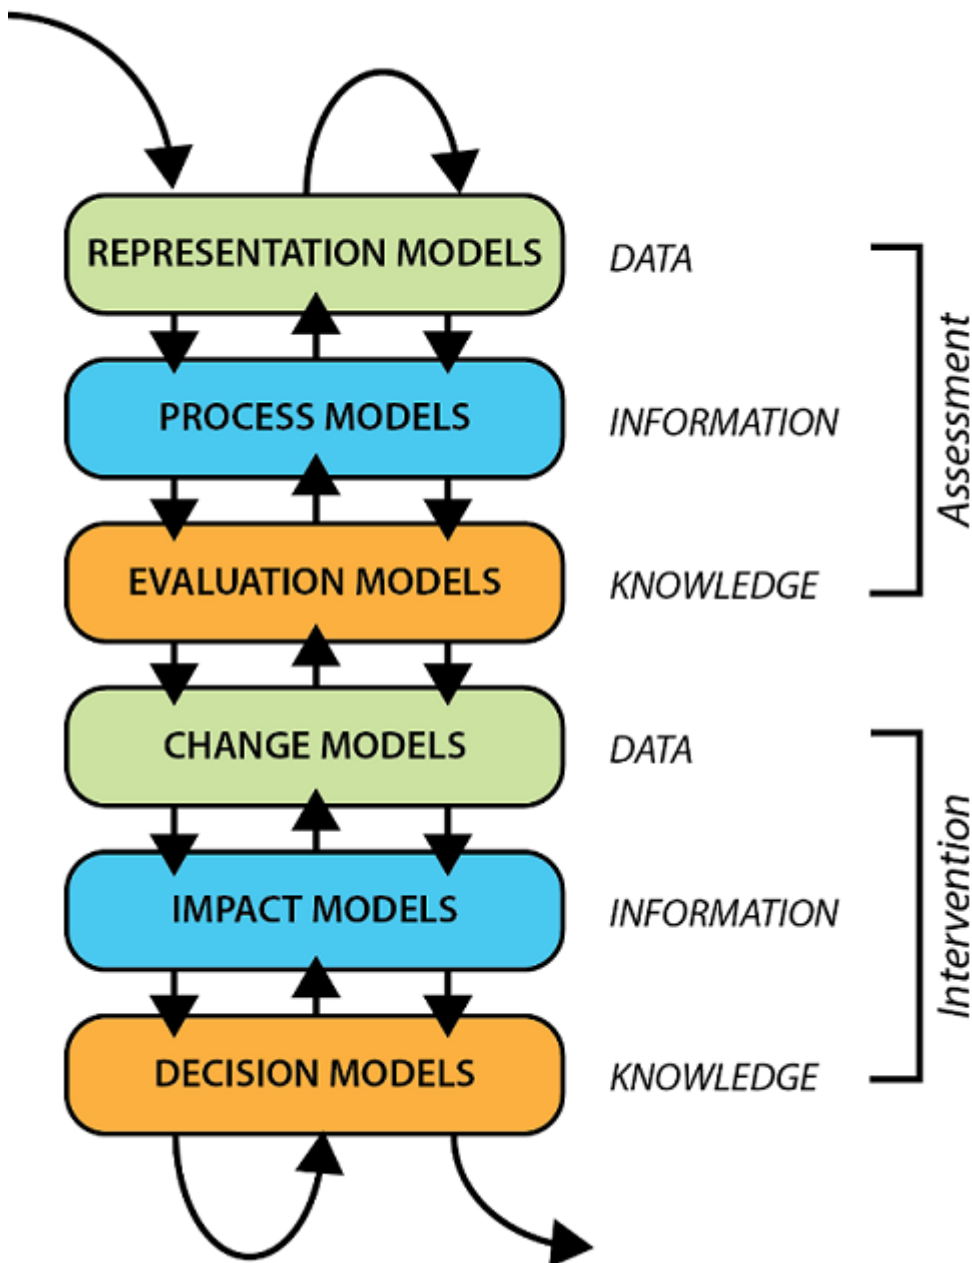 REPRESENTATION MODELS
DATA
PROCESS MODELS
INFORMATION
EVALUATION MODELS
KNOWLEDGE
Assessment
CHANGE MODELS
DATA
IMPACT MODELS
INFORMATION
DECISION MODELS
KNOWLEDGE
Intervention